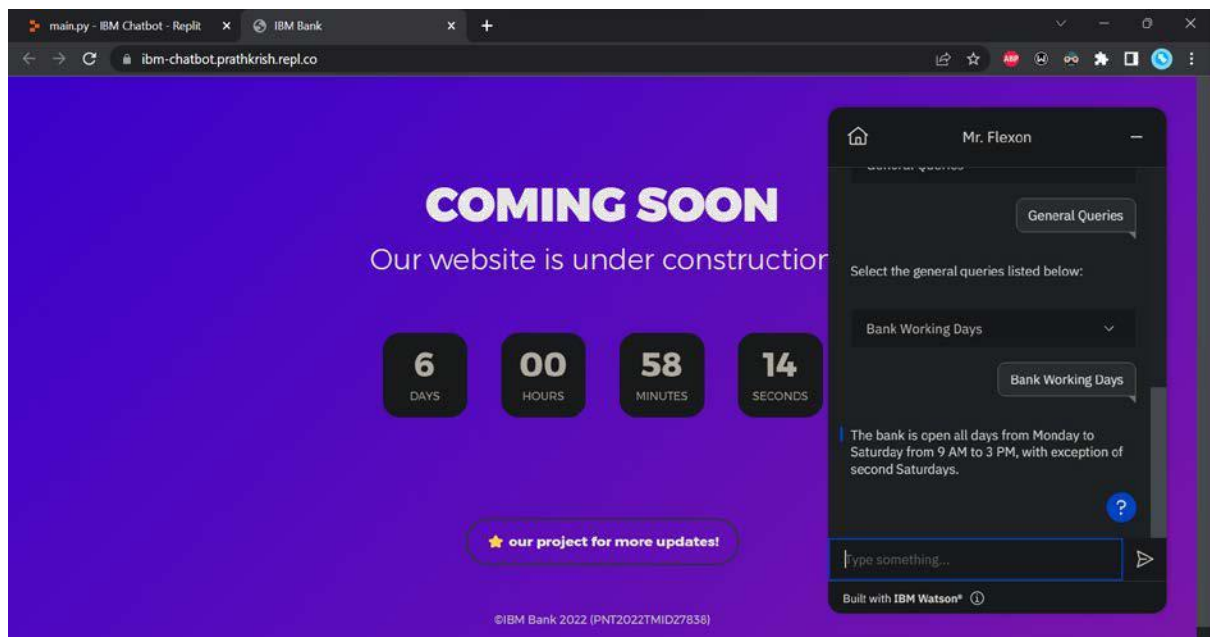 main.py - IBM Chatbot - Replit
IBM Bank
ibm-chatbot.prathkrish.repl.co
ABP
COMING SOON
Our website is under construction
6
DAYS
00
HOURS
58
MINUTES
14
SECONDS
our project for more updates!
©IBM Bank 2022 (PNT2022TMID27838)
Mr. Flexon
General Queries
General Queries
Select the general queries listed below:
Bank Working Days
Bank Working Days
The bank is open all days from Monday to
Saturday from 9 AM to 3 PM, with exception of
second Saturdays.
?
Type something...
Built with IBM Watson®